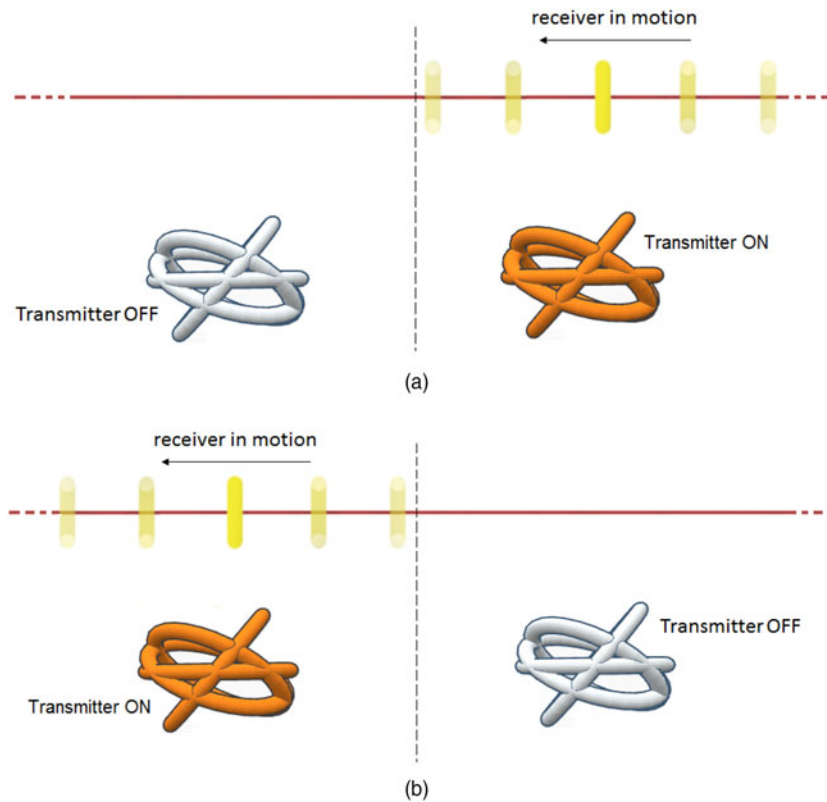 receiver in motion
Transmitter ON
Transmitter OFF
(a)
receiver in motion
Transmitter OFF
Transmitter ON
(b)